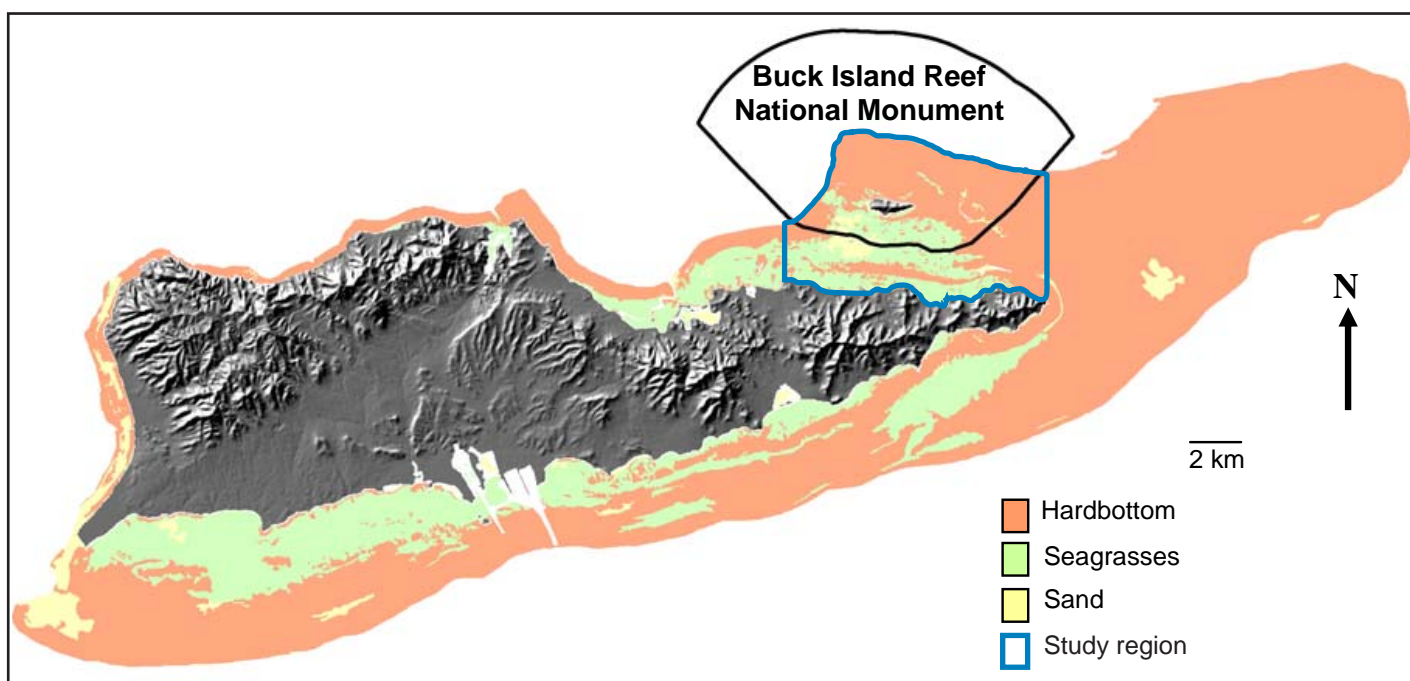 Buck Island Reef
National Monument
N
2 km
Hardbottom
Seagrasses
Sand
Study region